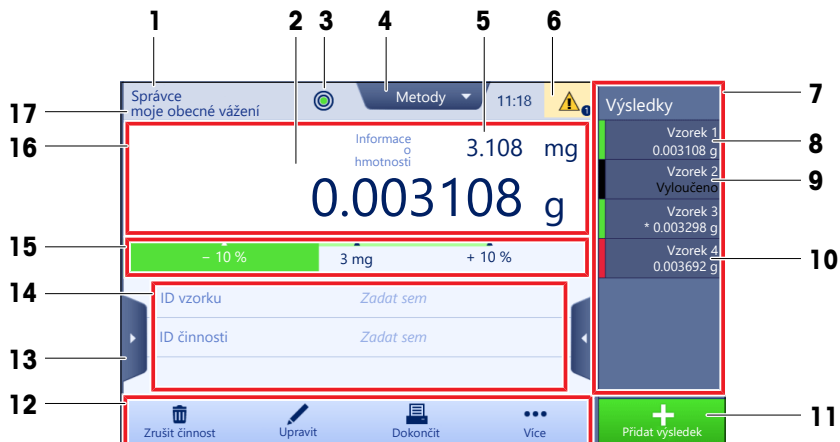 1
2
3
4
5
6
7
8
9
10
11
12
13
14
15
16
17
Správce
moje obecné vážení
Metody
11:18
1
Informace
o
hmotnosti
3.108 mg
0.003108 g
– 10 %
3 mg
+ 10 %
ID vzorku
Zadat sem
ID činnosti
Zadat sem
Zrušit činnost
Upravit
Dokončit
Více
Výsledky
Vzorek 1
0.003108 g
Vzorek 2
Vyloučeno
Vzorek 3
* 0.003298 g
Vzorek 4
0.003692 g
Přidat výsledek